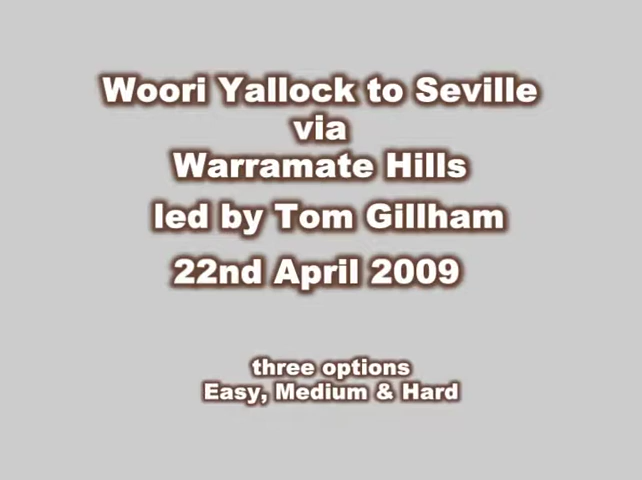 Woori Yallock to Seville
via
Warramate Hills
led by Tom Gillham
22nd April 2009
three options
Easy, Medium & Hard